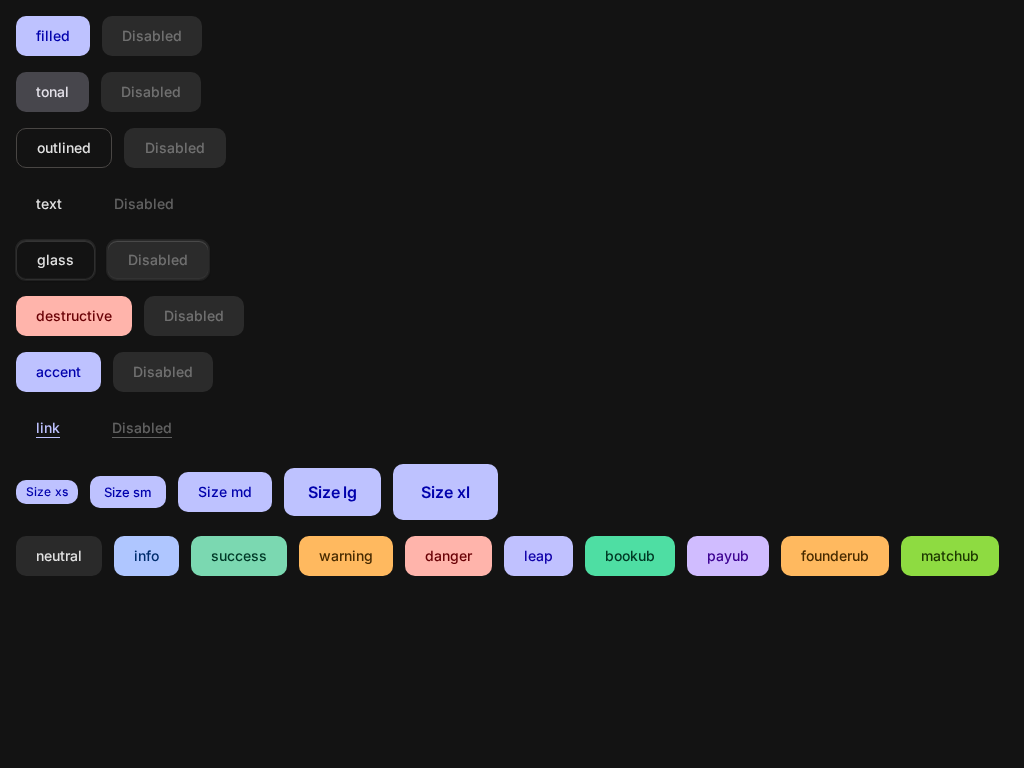 filled Disabled
tonal Disabled
outlined Disabled
text Disabled
glass Disabled
destructive Disabled
accent Disabled
link Disabled
Size xs Size sm Size md Size lg Size xl
neutral info success warning danger leap bookub payub founderub matchub